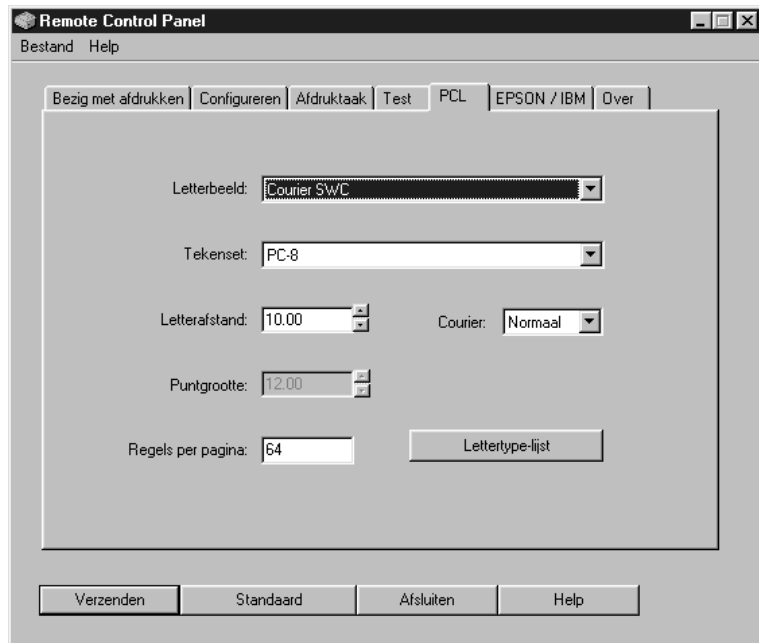 Remote Control Panel
Bestand Help
Bezig met afdrukken Configureren Afdruktaak Test PCL EPSON / IBM Over
Letterbeeld: Courier SWC
Tekenset: PC-8
Letterafstand: 10.00 Courier: Normaal
Puntgrootte: 12.00
Regels per pagina: 64 Lettertype-lijst
Verzenden Standaard Afsluiten Help